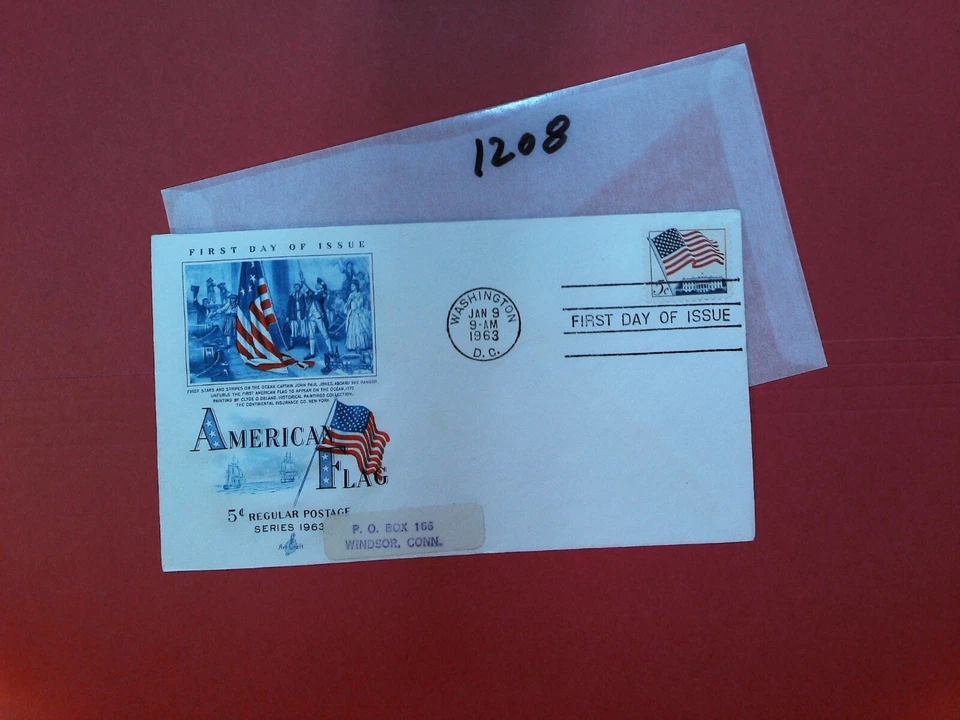 1208
FIRST DAY OF ISSUE
FIRST STARS AND STRIPES ON THE OCEAN. CAPTAIN JOHN PAUL JONES, ABOARD THE RANGER,
UNFURLS THE FIRST AMERICAN FLAG TO APPEAR ON THE OCEAN, 1777
PAINTING BY CLYDE O. DELAND, HISTORICAL PAINTINGS COLLECTION,
THE CONTINENTAL INSURANCE CO. NEW YORK
AMERICAN
FLAG
5¢ REGULAR POSTAGE
SERIES 1963
Art Craft
P. O. BOX 166
WINDSOR, CONN.
WASHINGTON
JAN 9
9-AM
1963
D.C.
5c
FIRST DAY OF ISSUE